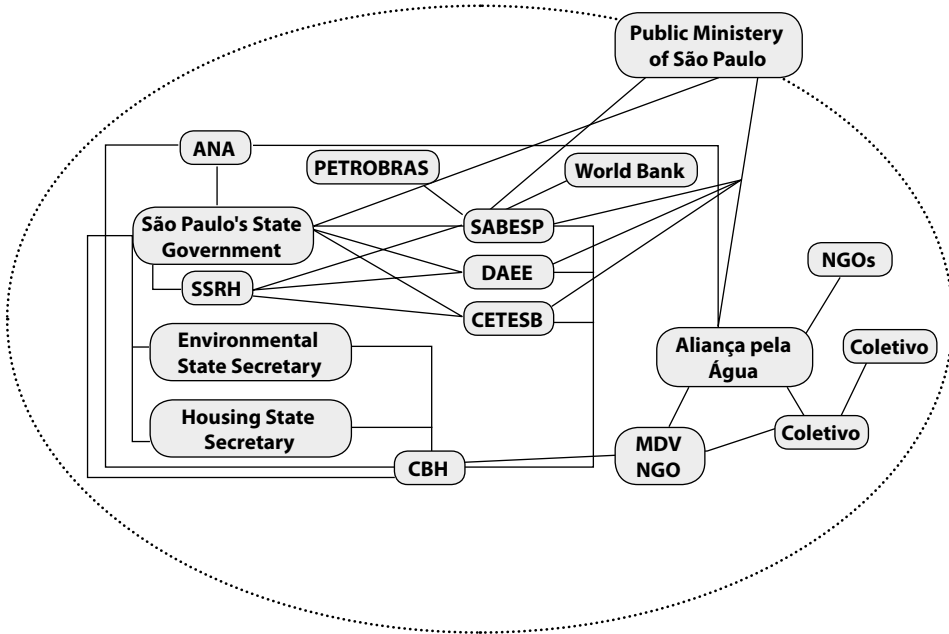 Public Ministery
of São Paulo
ANA
PETROBRAS
World Bank
São Paulo's State
Government
SABESP
NGOs
DAEE
SSRH
CETESB
Environmental
State Secretary
Aliança pela
Água
Coletivo
Housing State
Secretary
Coletivo
MDV
NGO
CBH